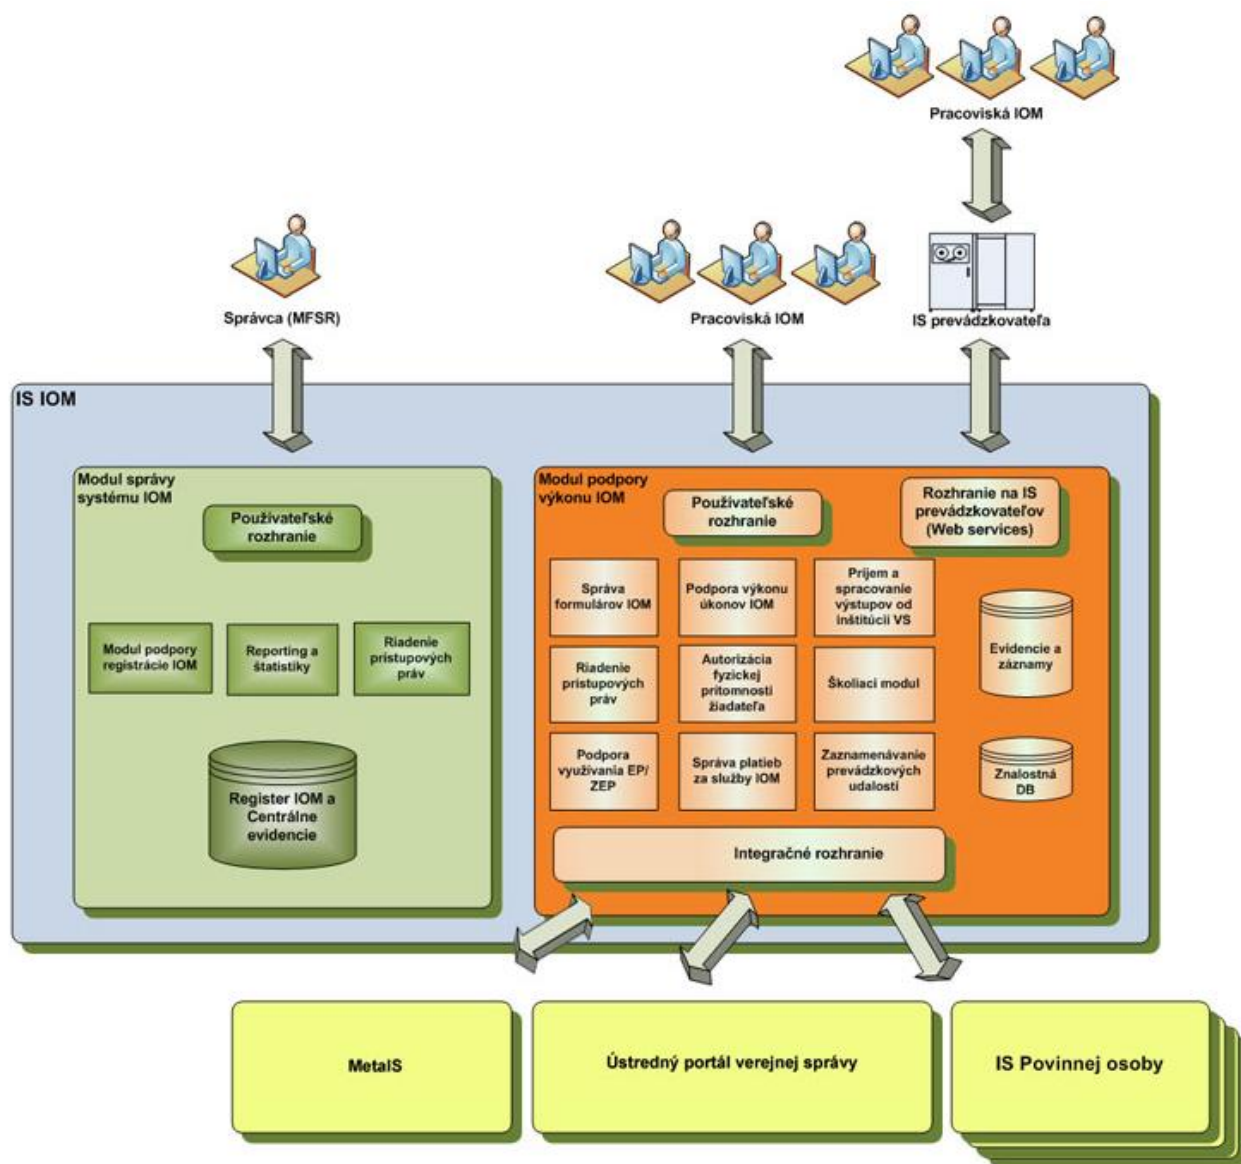 Pracoviská IOM
Správca (MFSR)
Pracoviská IOM
IS prevádzkovateľa
IS IOM
Modul správy
systému IOM
Používateľské
rozhranie
Modul podpory
registrácie IOM
Reporting a
štatistiky
Riadenie
prístupových
práv
Register IOM a
Centrálne
evidencie
Modul podpory
výkonu IOM
Používateľské
rozhranie
Rozhranie na IS
prevádzkovateľov
(Web services)
Správa
formulárov IOM
Podpora výkonu
úkonov IOM
Príjem a
spracovanie
výstupov od
inštitúcií VS
Evidencie a
záznamy
Riadenie
prístupových
práv
Autorizácia
fyzickej
prítomnosti
žiadateľa
Školiaci modul
Podpora
využívania EP/
ZEP
Správa platieb
za služby IOM
Zaznamenávanie
prevádzkových
udalostí
Znalostná
DB
Integračné rozhranie
MetaIS
Ústredný portál verejnej správy
IS Povinnej osoby